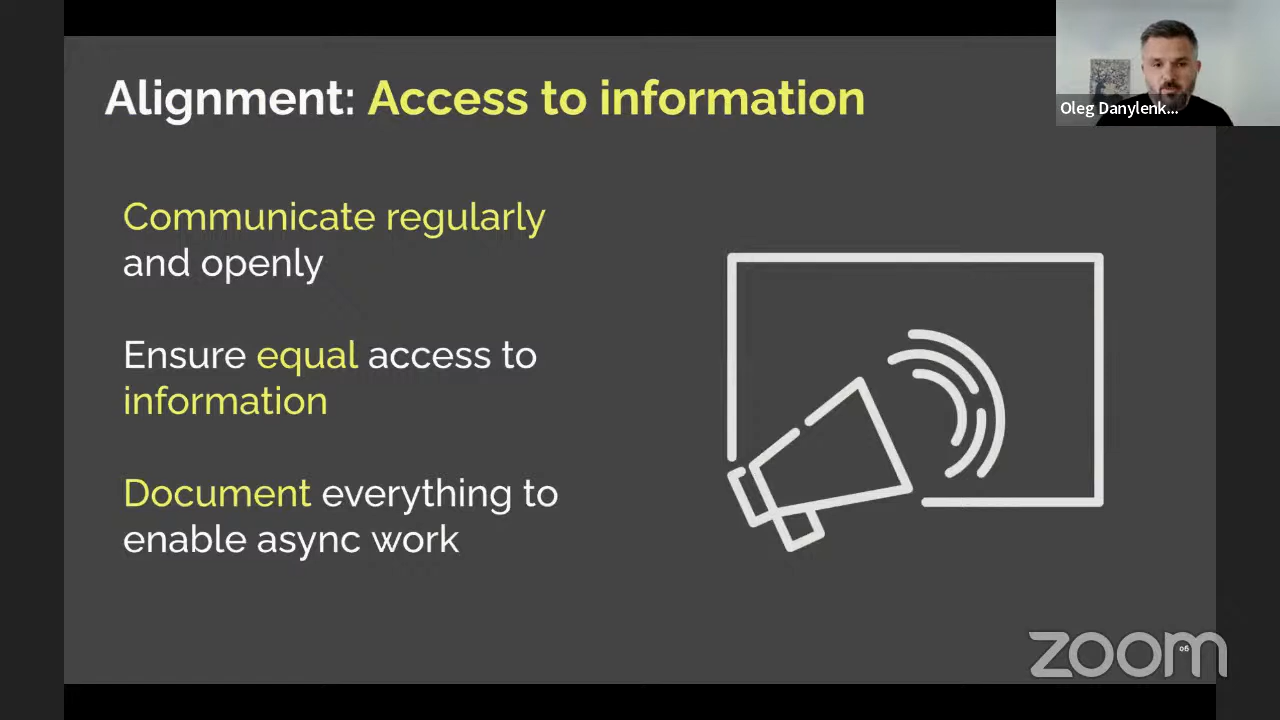 Alignment: Access to information
Oleg Danylenk...
Communicate regularly
and openly
Ensure equal access to
information
Document everything to
enable async work
zoom
06